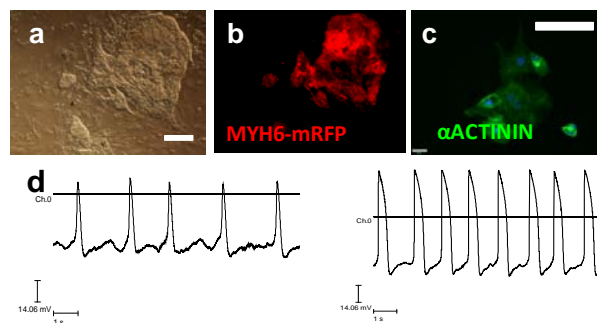 a
b
c
MYH6-mRFP
αACTININ
d
Ch.0
14.06 mV
1 s
Ch.0
14.06 mV
1 s